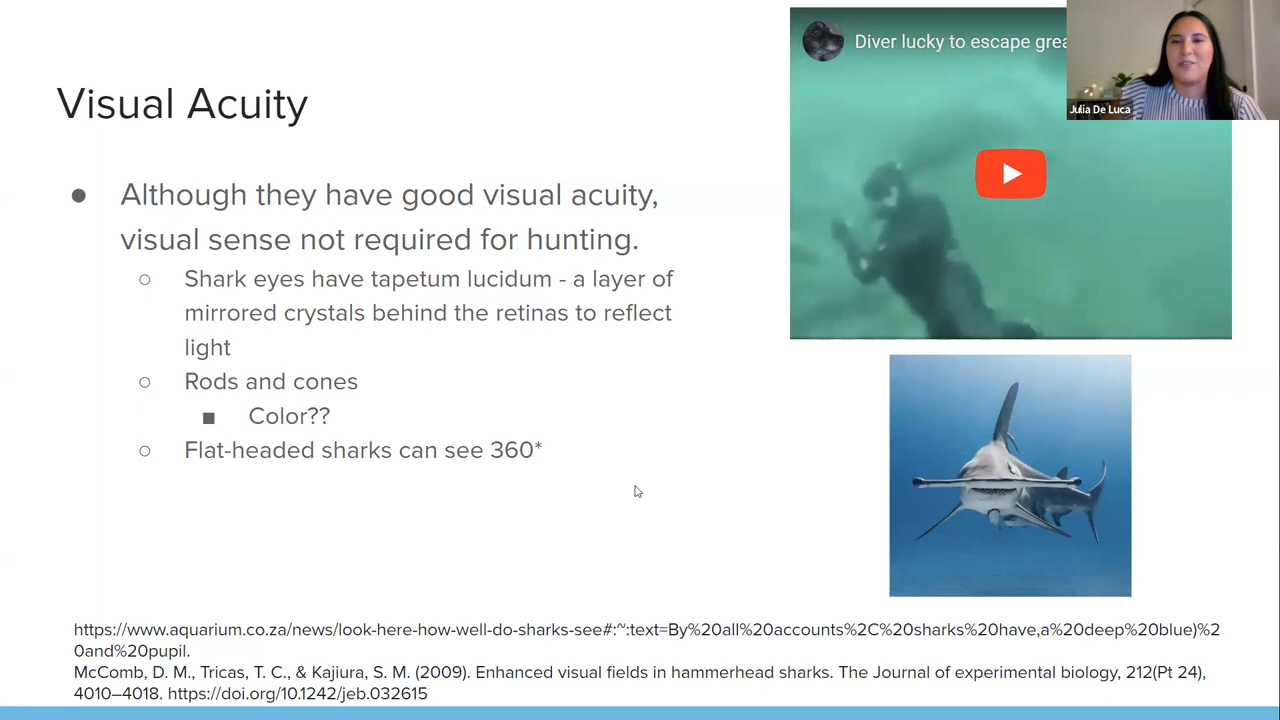 Visual Acuity
● Although they have good visual acuity,
visual sense not required for hunting.
○ Shark eyes have tapetum lucidum - a layer of
mirrored crystals behind the retinas to reflect
light
○ Rods and cones
■ Color??
○ Flat-headed sharks can see 360*
Diver lucky to escape grea
Julia De Luca
https://www.aquarium.co.za/news/look-here-how-well-do-sharks-see#:~:text=By%20all%20accounts%2C%20sharks%20have,a%20deep%20blue)%2
0and%20pupil.
McComb, D. M., Tricas, T. C., & Kajiura, S. M. (2009). Enhanced visual fields in hammerhead sharks. The Journal of experimental biology, 212(Pt 24),
4010–4018. https://doi.org/10.1242/jeb.032615